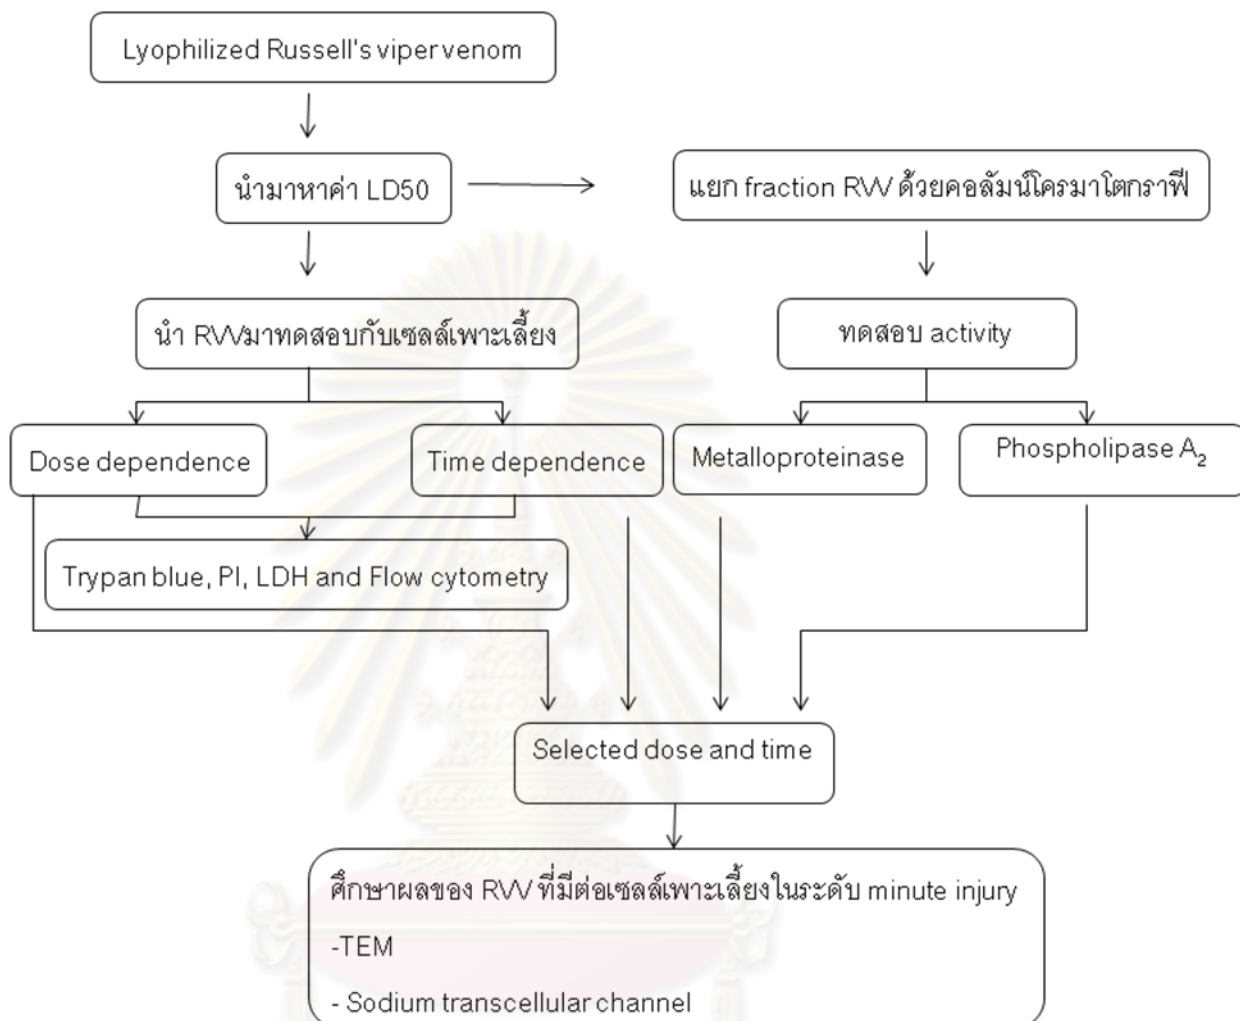 Lyophilized Russell's viper venom
นำมาหาค่า LD50
แยก fraction RVV ด้วยคอลัมน์โครมาโตกราฟี
นำ RVVมาทดสอบกับเซลล์เพาะเลี้ยง
ทดสอบ activity
Dose dependence
Time dependence
Metalloproteinase
Phospholipase A₂
Trypan blue, PI, LDH and Flow cytometry
Selected dose and time
ศึกษาผลของ RVV ที่มีต่อเซลล์เพาะเลี้ยงในระดับ minute injury
-TEM
- Sodium transcellular channel